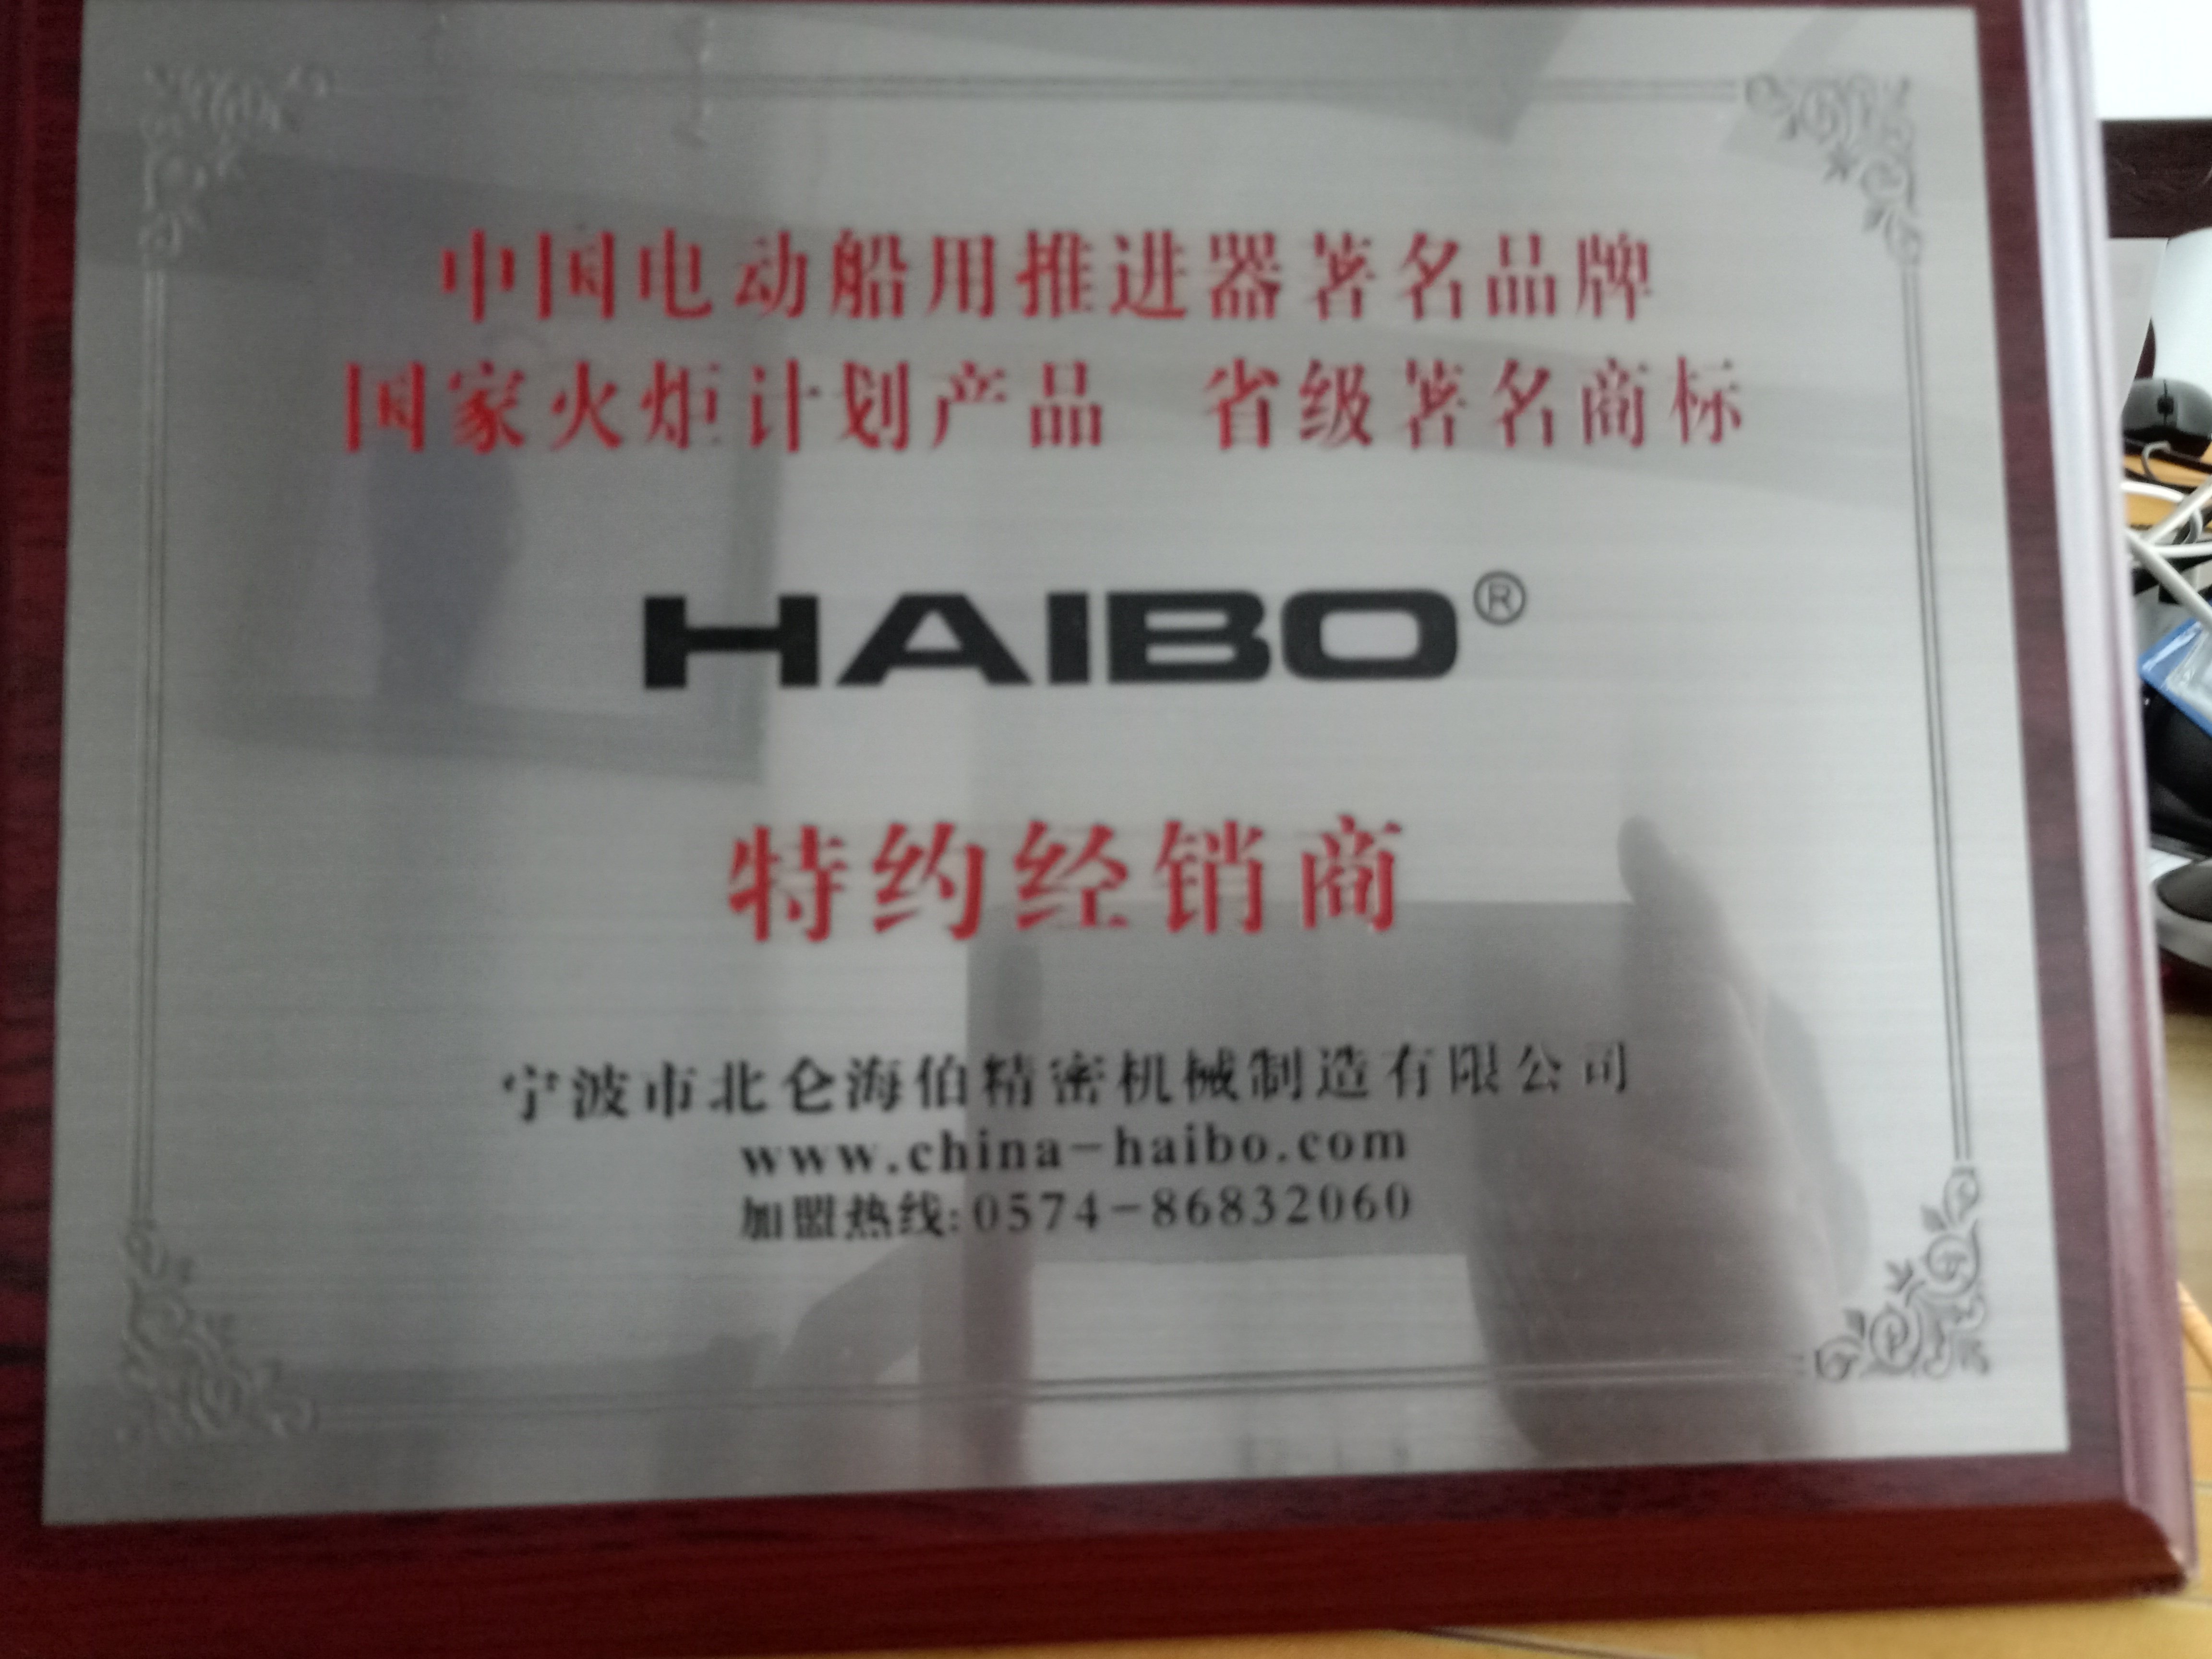 中国电动船用推进器著名品牌
国家火炬计划产品 省级著名商标
HAIBO®
特约经销商
宁波市北仑海伯精密机械制造有限公司
www.china-haibo.com
加盟热线:0574-86832060